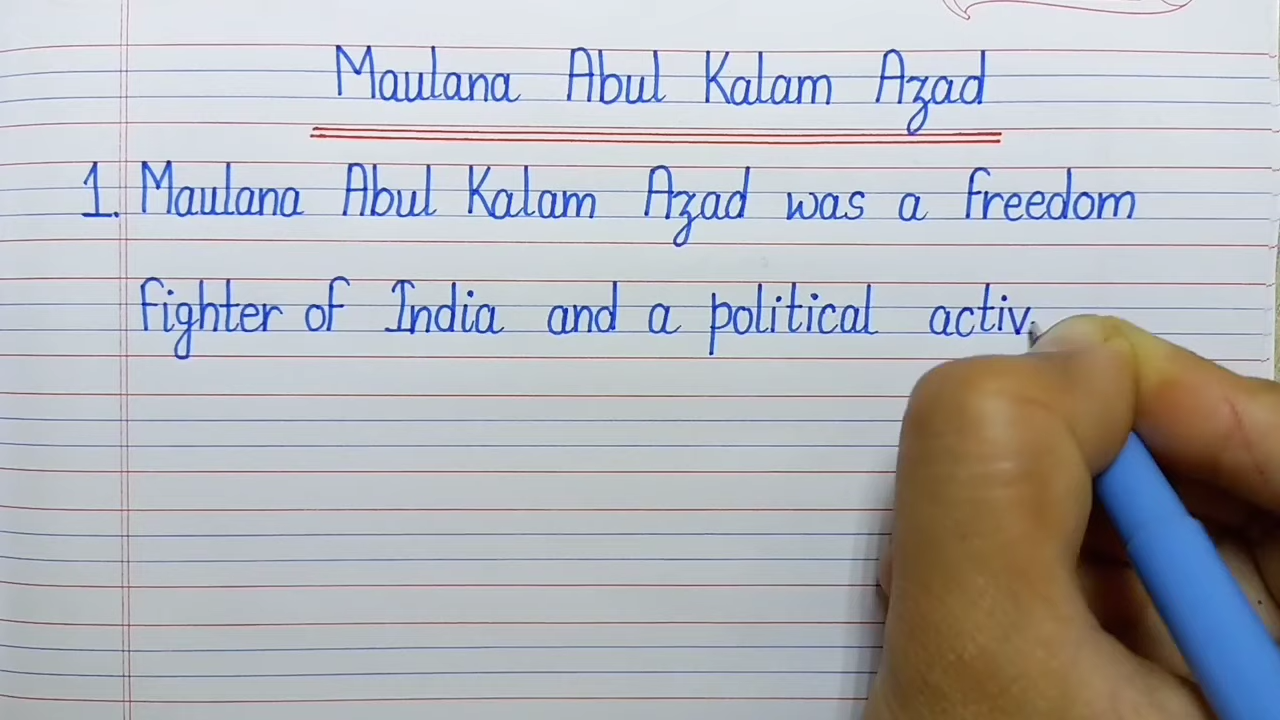 Maulana Abul Kalam Azad
1. Maulana Abul Kalam Azad was a freedom
fighter of India and a political activ